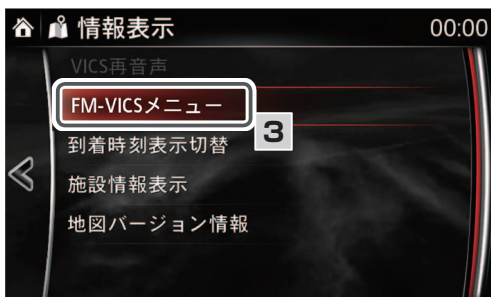 情報表示 00:00
VICS再音声
FM-VICSメニュー
3
到着時刻表示切替
施設情報表示
地図バージョン情報